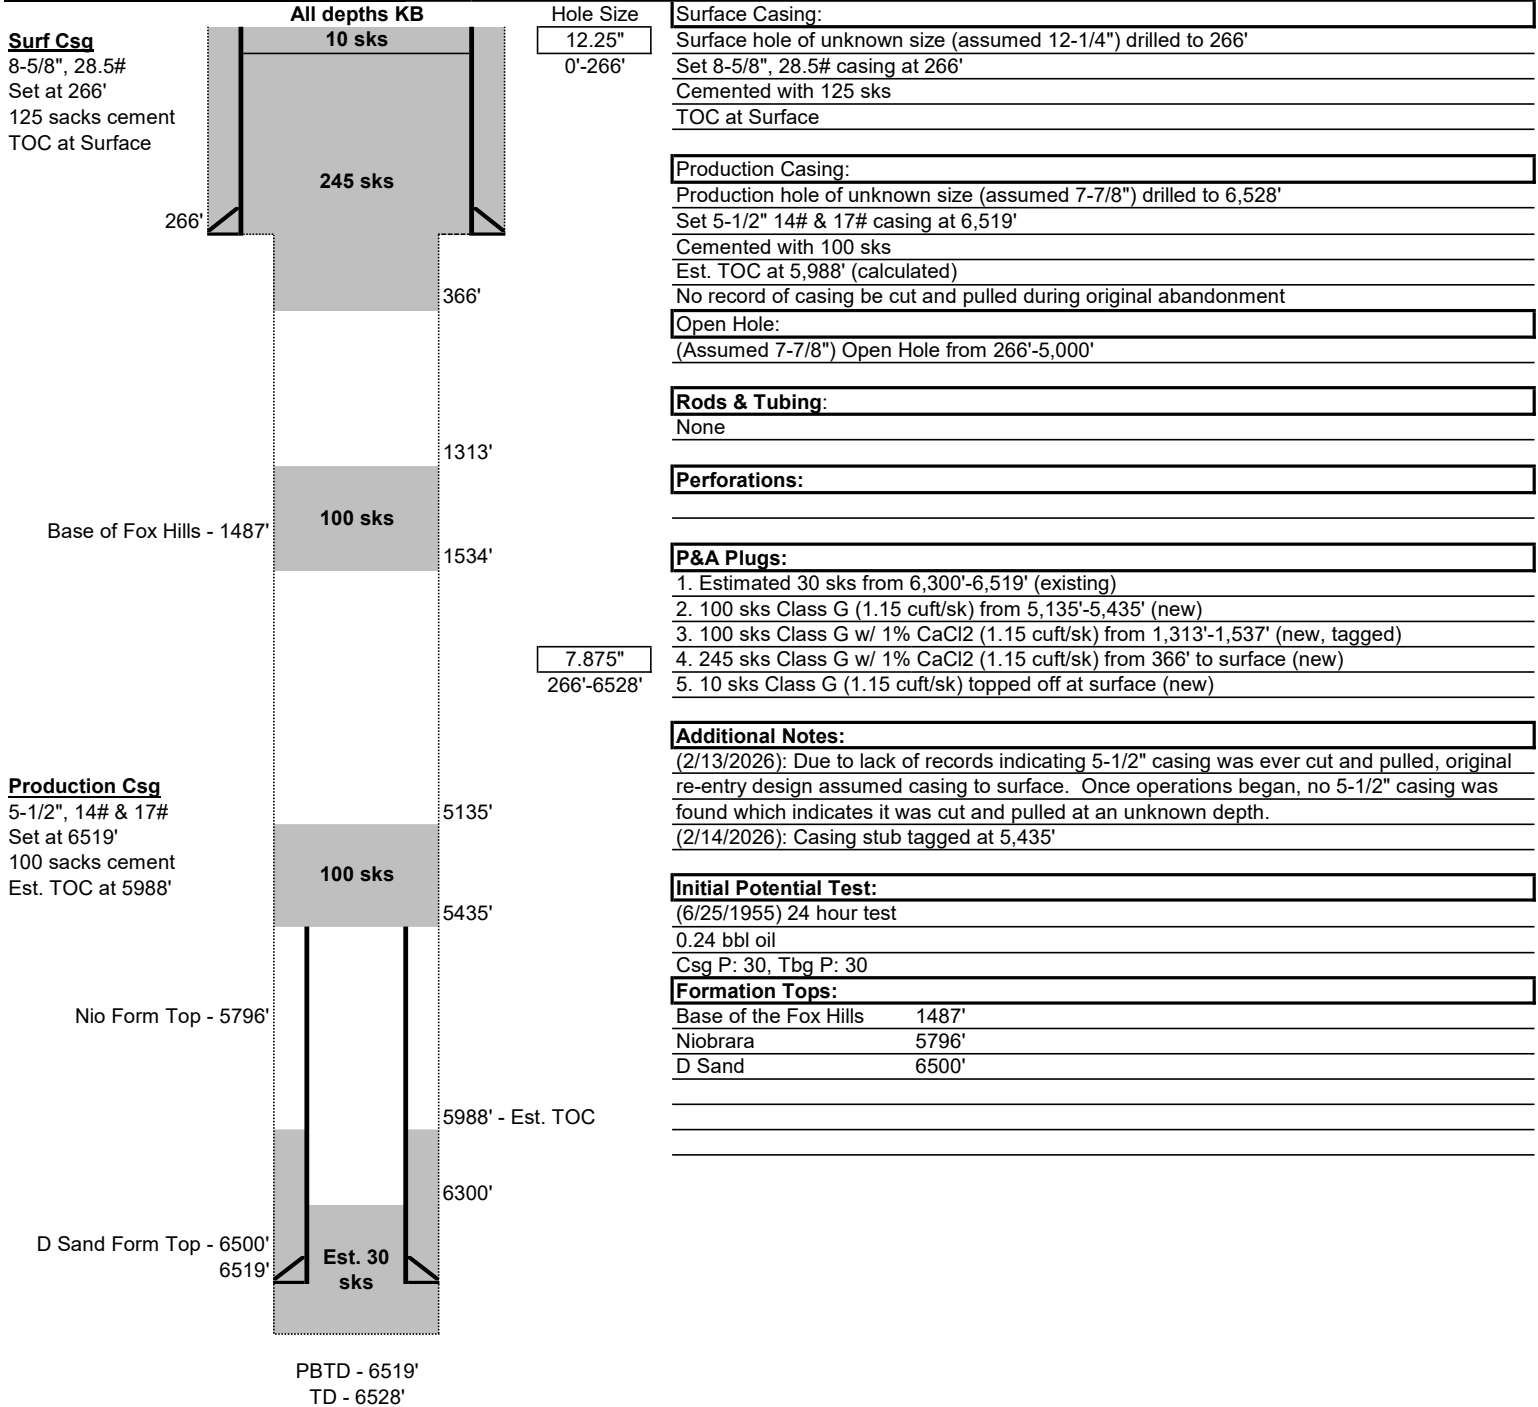 All depths KB
Surf Csg
8-5/8", 28.5#
Set at 266'
125 sacks cement
TOC at Surface
10 sks
245 sks
266'
366'
1313'
100 sks
Base of Fox Hills - 1487'
1534'
Production Csg
5-1/2", 14# & 17#
Set at 6519'
100 sacks cement
Est. TOC at 5988'
5135'
100 sks
5435'
Nio Form Top - 5796'
5988' - Est. TOC
6300'
D Sand Form Top - 6500'
6519'
Est. 30
sks
PBTD - 6519'
TD - 6528'
Hole Size
12.25"
0'-266'
7.875"
266'-6528'
Surface Casing:
Surface hole of unknown size (assumed 12-1/4") drilled to 266'
Set 8-5/8", 28.5# casing at 266'
Cemented with 125 sks
TOC at Surface
Production Casing:
Production hole of unknown size (assumed 7-7/8") drilled to 6,528'
Set 5-1/2" 14# & 17# casing at 6,519'
Cemented with 100 sks
Est. TOC at 5,988' (calculated)
No record of casing be cut and pulled during original abandonment
Open Hole:
(Assumed 7-7/8") Open Hole from 266'-5,000'
Rods & Tubing:
None
Perforations:
P&A Plugs:
1. Estimated 30 sks from 6,300'-6,519' (existing)
2. 100 sks Class G (1.15 cuft/sk) from 5,135'-5,435' (new)
3. 100 sks Class G w/ 1% CaCl2 (1.15 cuft/sk) from 1,313'-1,537' (new, tagged)
4. 245 sks Class G w/ 1% CaCl2 (1.15 cuft/sk) from 366' to surface (new)
5. 10 sks Class G (1.15 cuft/sk) topped off at surface (new)
Additional Notes:
(2/13/2026): Due to lack of records indicating 5-1/2" casing was ever cut and pulled, original
re-entry design assumed casing to surface.  Once operations began, no 5-1/2" casing was
found which indicates it was cut and pulled at an unknown depth.
(2/14/2026): Casing stub tagged at 5,435'
Initial Potential Test:
(6/25/1955) 24 hour test
0.24 bbl oil
Csg P: 30, Tbg P: 30
Formation Tops:
Base of the Fox Hills 1487'
Niobrara 5796'
D Sand 6500'